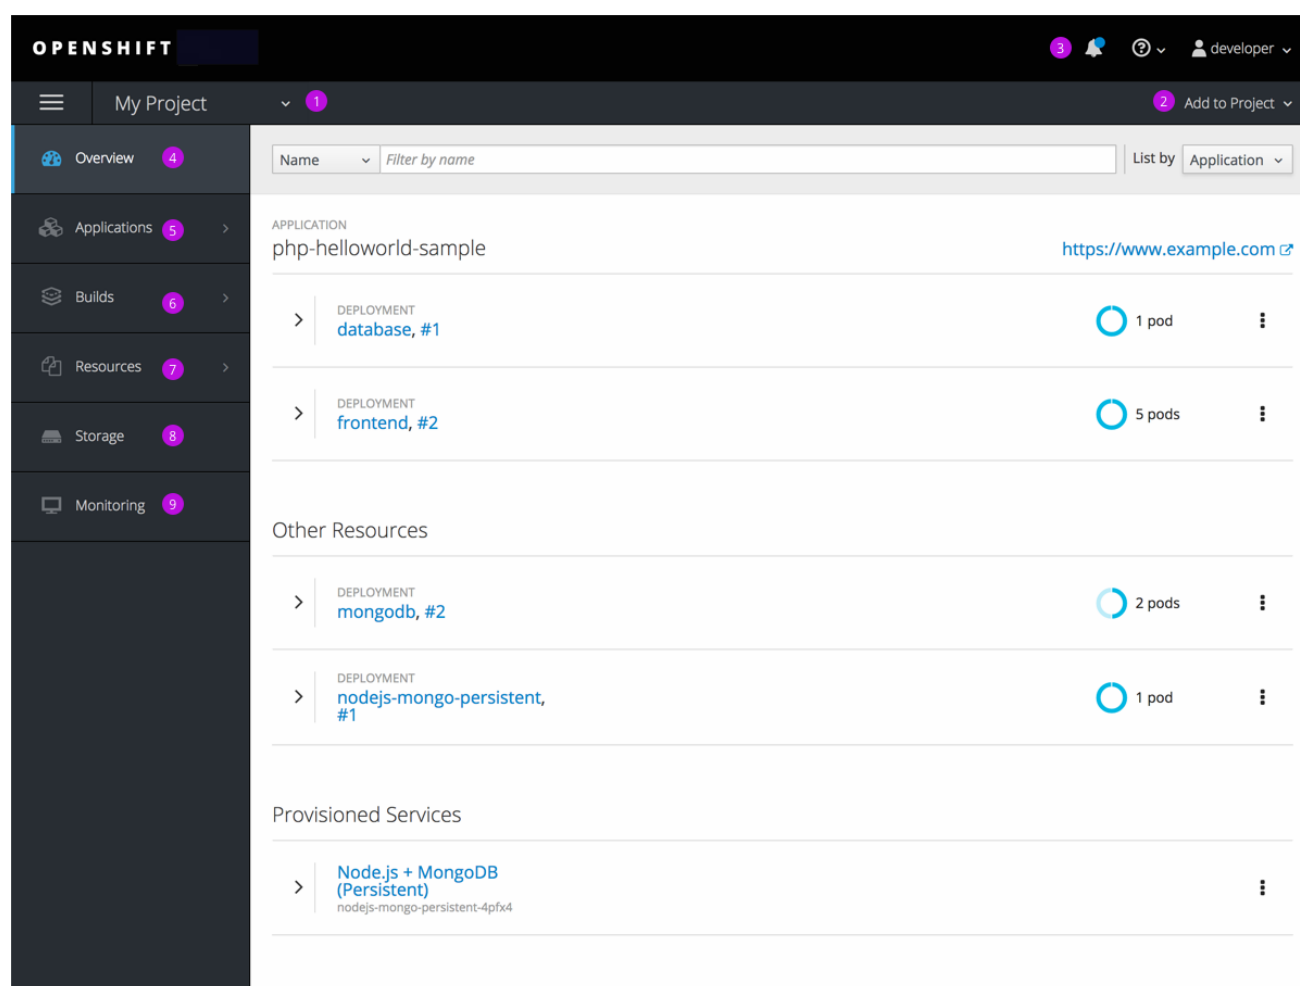 OPENSHIFT
3
developer
My Project
1
2
Add to Project
Overview
4
Name
Filter by name
List by
Application
Applications
5
Builds
6
Resources
7
Storage
8
Monitoring
9
APPLICATION
php-helloworld-sample
https://www.example.com
DEPLOYMENT
database, #1
1 pod
DEPLOYMENT
frontend, #2
5 pods
Other Resources
DEPLOYMENT
mongodb, #2
2 pods
DEPLOYMENT
nodejs-mongo-persistent,
#1
1 pod
Provisioned Services
Node.js + MongoDB
(Persistent)
nodejs-mongo-persistent-4pfx4